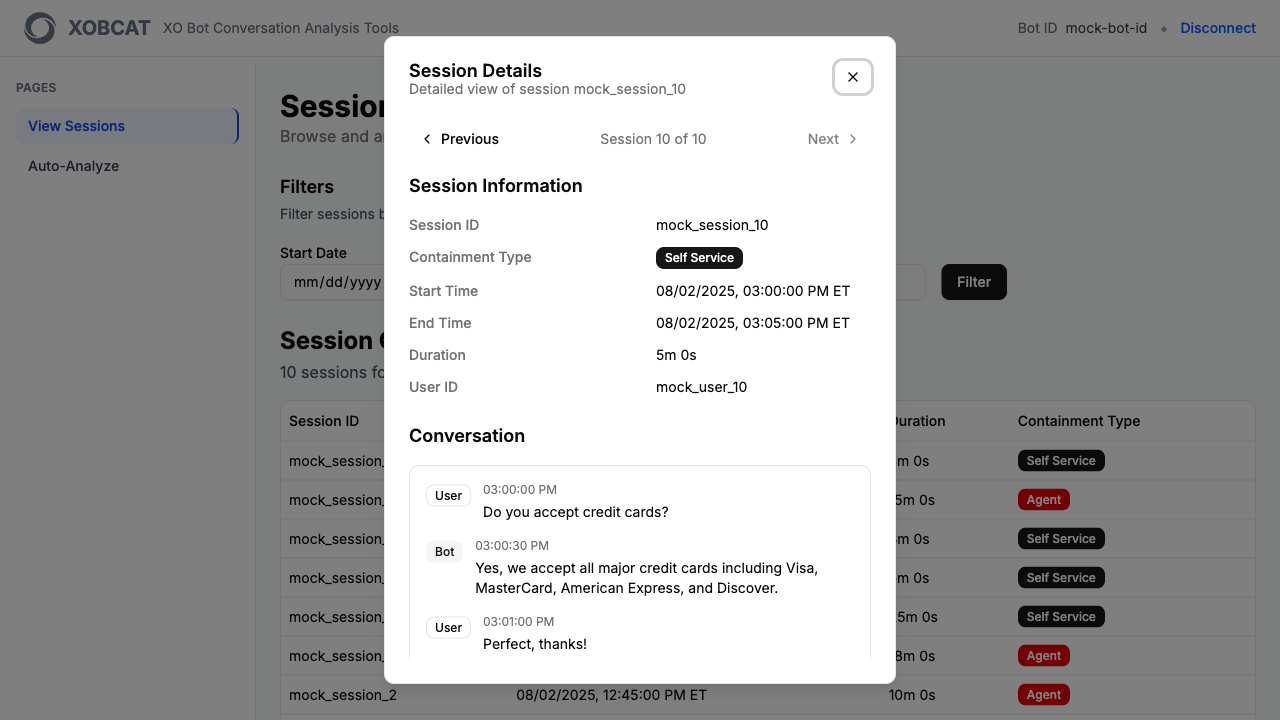 XOBCAT
XO Bot Conversation Analysis Tools
Bot ID mock-bot-id • Disconnect
PAGES
View Sessions
Auto-Analyze
Session
Browse and a
Filters
Filter sessions b
Start Date
mm/dd/yyyy
Filter
Session
10 sessions fo
Session ID
Duration
Containment Type
mock_session_
m 0s
Self Service
mock_session_
5m 0s
Agent
mock_session_
m 0s
Self Service
mock_session_
m 0s
Self Service
mock_session_
5m 0s
Self Service
mock_session_
8m 0s
Agent
mock_session_2
08/02/2025, 12:45:00 PM ET
10m 0s
Agent
Session Details
Detailed view of session mock_session_10
Previous
Session 10 of 10
Next
Session Information
Session ID
mock_session_10
Containment Type
Self Service
Start Time
08/02/2025, 03:00:00 PM ET
End Time
08/02/2025, 03:05:00 PM ET
Duration
5m 0s
User ID
mock_user_10
Conversation
User
03:00:00 PM
Do you accept credit cards?
Bot
03:00:30 PM
Yes, we accept all major credit cards including Visa,
MasterCard, American Express, and Discover.
User
03:01:00 PM
Perfect, thanks!